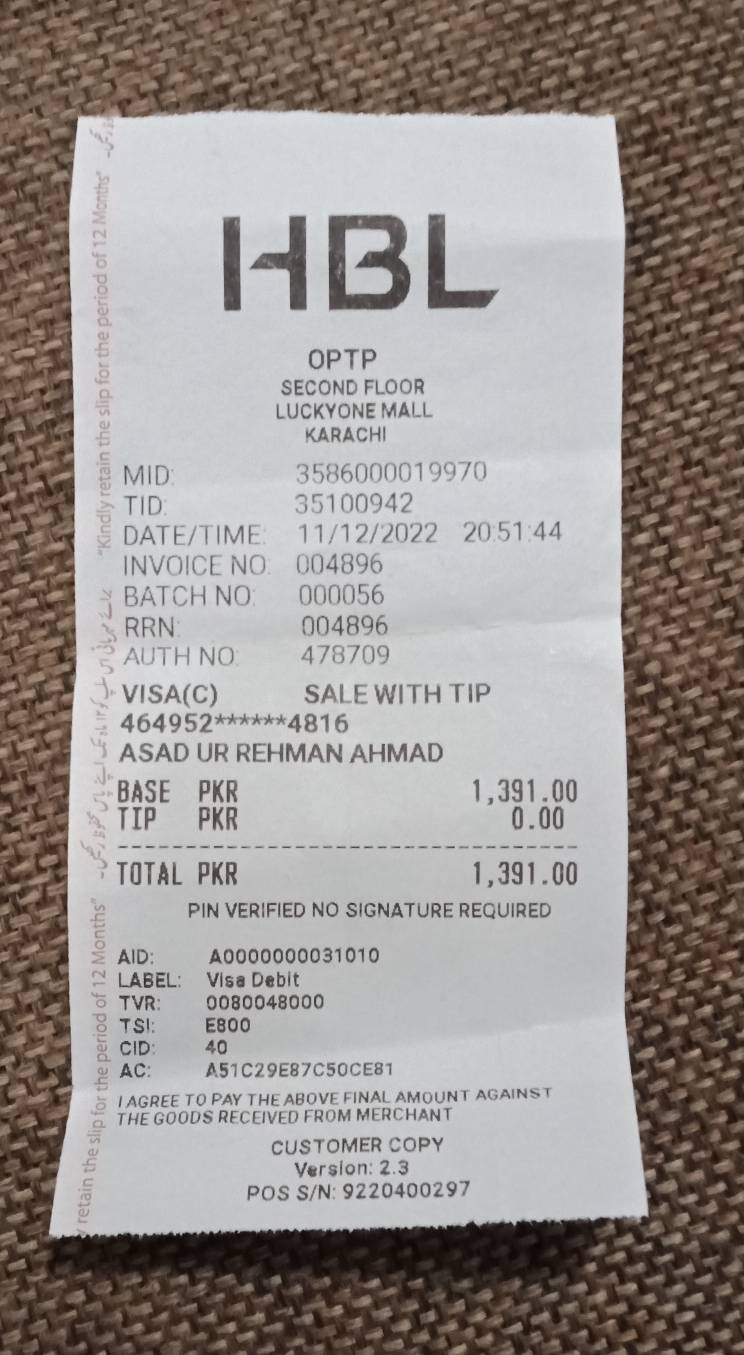 HBL
OPTP
SECOND FLOOR
LUCKYONE MALL
KARACHI
MID: 3586000019970
TID: 35100942
DATE/TIME: 11/12/2022 20:51:44
INVOICE NO: 004896
BATCH NO: 000056
RRN: 004896
AUTH NO: 478709
VISA(C) SALE WITH TIP
464952******4816
ASAD UR REHMAN AHMAD
BASE PKR 1,391.00
TIP PKR 0.00
TOTAL PKR 1,391.00
PIN VERIFIED NO SIGNATURE REQUIRED
AID: A0000000031010
LABEL: Visa Debit
TVR: 0080048000
TSI: E800
CID: 40
AC: A51C29E87C50CE81
I AGREE TO PAY THE ABOVE FINAL AMOUNT AGAINST
THE GOODS RECEIVED FROM MERCHANT
CUSTOMER COPY
Version: 2.3
POS S/N: 9220400297
retain the slip for the period of 12 Months"
"Kindly retain the slip for the period of 12 Months"